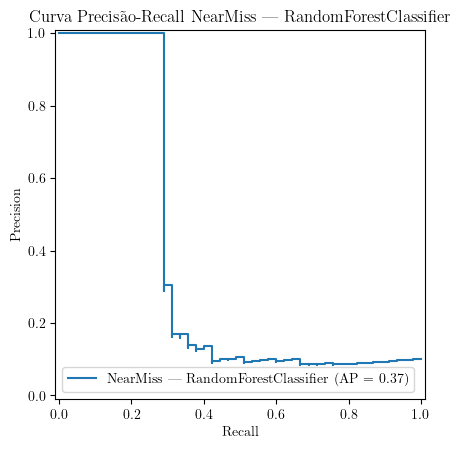 Curva Precisão-Recall NearMiss — RandomForestClassifier
1.0
0.8
0.6
0.4
0.2
0.0
Precision
NearMiss — RandomForestClassifier (AP = 0.37)
0.0 0.2 0.4 0.6 0.8 1.0
Recall